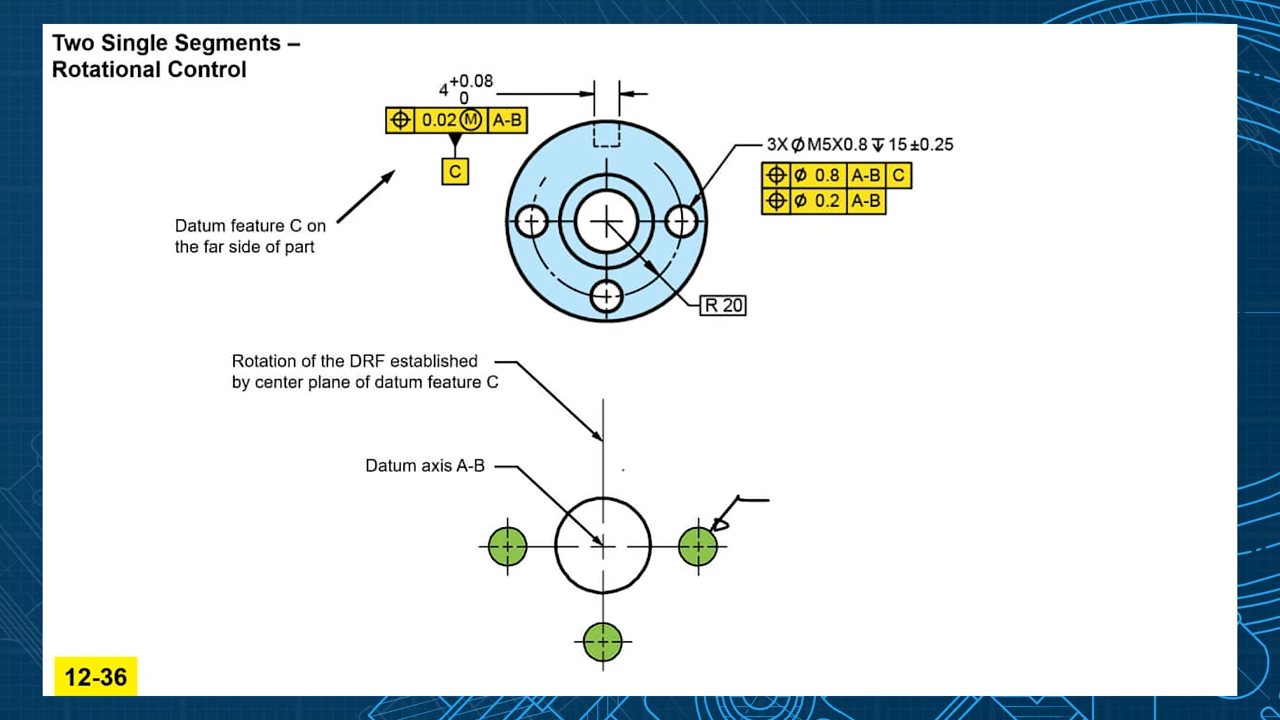 Two Single Segments –
Rotational Control
4 +0.08
0
⌖ 0.02 Ⓜ A-B
C
3X ⌀ M5X0.8 ↧ 15 ±0.25
⌖ ⌀ 0.8 A-B C
⌖ ⌀ 0.2 A-B
Datum feature C on
the far side of part
R 20
Rotation of the DRF established
by center plane of datum feature C
Datum axis A-B
12-36